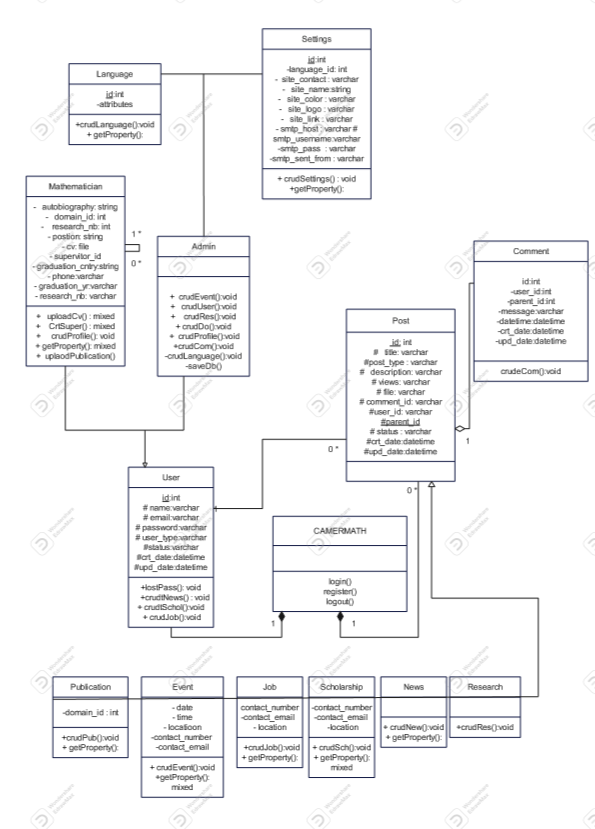 Settings
id:int
-language_id: int
- site_contact : varchar
- site_name:string
- site_color : varchar
- site_logo : varchar
- site_link : varchar
- smtp_host : varchar #
smtp_username:varchar
-smtp_pass : varchar
-smtp_sent_from : varchar
+ crudSettings() : void
+getProperty():
Language
id:int
-attributes
+crudLanguage():void
+ getProperty():
Mathematician
- autobiography: string
- domain_id: int
- research_nb: int
- postion: string
- cv: file
- supervitor_id
- graduation_cntry:string
- phone:varchar
- graduation_yr:varchar
- research_nb: varchar
+ uploadCv() : mixed
+ CrtSuper() : mixed
+ crudProfile(): void
+ getProperty(): mixed
+ uplaodPublication()
1 *
0 *
Admin
+ crudEvent():void
+ crudUser():void
+ crudRes():void
+ crudDo():void
+ crudProfile():void
+crudCom():void
-crudLanguage():void
-saveDb()
Comment
id:int
-user_id:int
-parent_id:int
-message:varchar
-datetime:datetime
-crt_date:datetime
-upd_date:datetime
crudeCom():void
Post
id: int
# title: varchar
#post_type : varchar
# description: varchar
# views: varchar
# file: varchar
# comment_id: varchar
#user_id: varchar
#parent_id
# status : varchar
#crt_date:datetime
#upd_date:datetime
1
0 *
0 *
User
id:int
# name:varchar
# email:varchar
# password:varchar
# user_type:varchar
#status:varchar
#crt_date:datetime
#upd_date:datetime
+lostPass(): void
+crudtNews() : void
+ crudtSchol():void
+ crudJob():void
1
CAMERMATH
login()
register()
logout()
1
1
Publication
-domain_id : int
+crudPub():void
+ getProperty():
Event
- date
- time
- locatioon
-contact_number
-contact_email
+ crudEvent():void
+getProperty():
mixed
Job
contact_number
-contact_email
- location
+crudJob():void
+ getProperty():
Scholarship
-contact_number
-contact_email
-location
+ crudSch():void
+ getProperty():
mixed
News
+ crudNew():void
+ getProperty():
Research
+crudRes():void
Wondershare
EdrawMax